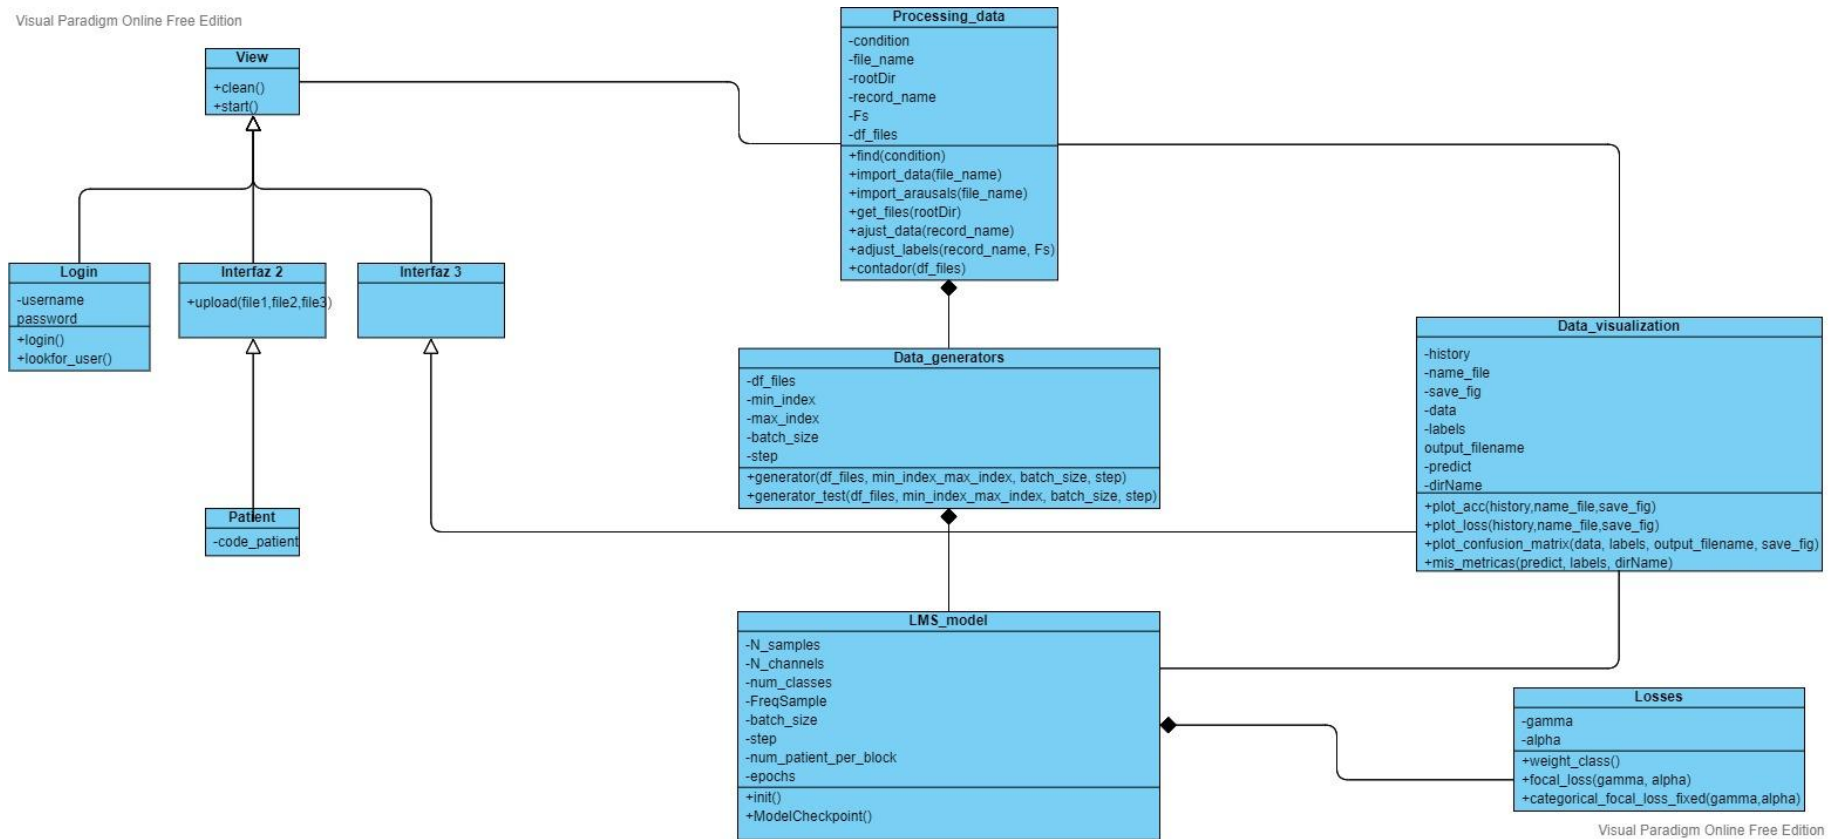 Visual Paradigm Online Free Edition
View
+clean()
+start()
Processing_data
-condition
-file_name
-rootDir
-record_name
-Fs
-df_files
+find(condition)
+import_data(file_name)
+import_arausals(file_name)
+get_files(rootDir)
+ajust_data(record_name)
+adjust_labels(record_name, Fs)
+contador(df_files)
Login
-username
password
+login()
+lookfor_user()
Interfaz 2
+upload(file1,file2,file3)
Interfaz 3
Data_generators
-df_files
-min_index
-max_index
-batch_size
-step
+generator(df_files, min_index_max_index, batch_size, step)
+generator_test(df_files, min_index_max_index, batch_size, step)
Data_visualization
-history
-name_file
-save_fig
-data
-labels
output_filename
-predict
-dirName
+plot_acc(history,name_file,save_fig)
+plot_loss(history,name_file,save_fig)
+plot_confusion_matrix(data, labels, output_filename, save_fig)
+mis_metricas(predict, labels, dirName)
Patient
-code_patient
LMS_model
-N_samples
-N_channels
-num_classes
-FreqSample
-batch_size
-step
-num_patient_per_block
-epochs
+init()
+ModelCheckpoint()
Losses
-gamma
-alpha
+weight_class()
+focal_loss(gamma, alpha)
+categorical_focal_loss_fixed(gamma,alpha)
Visual Paradigm Online Free Edition